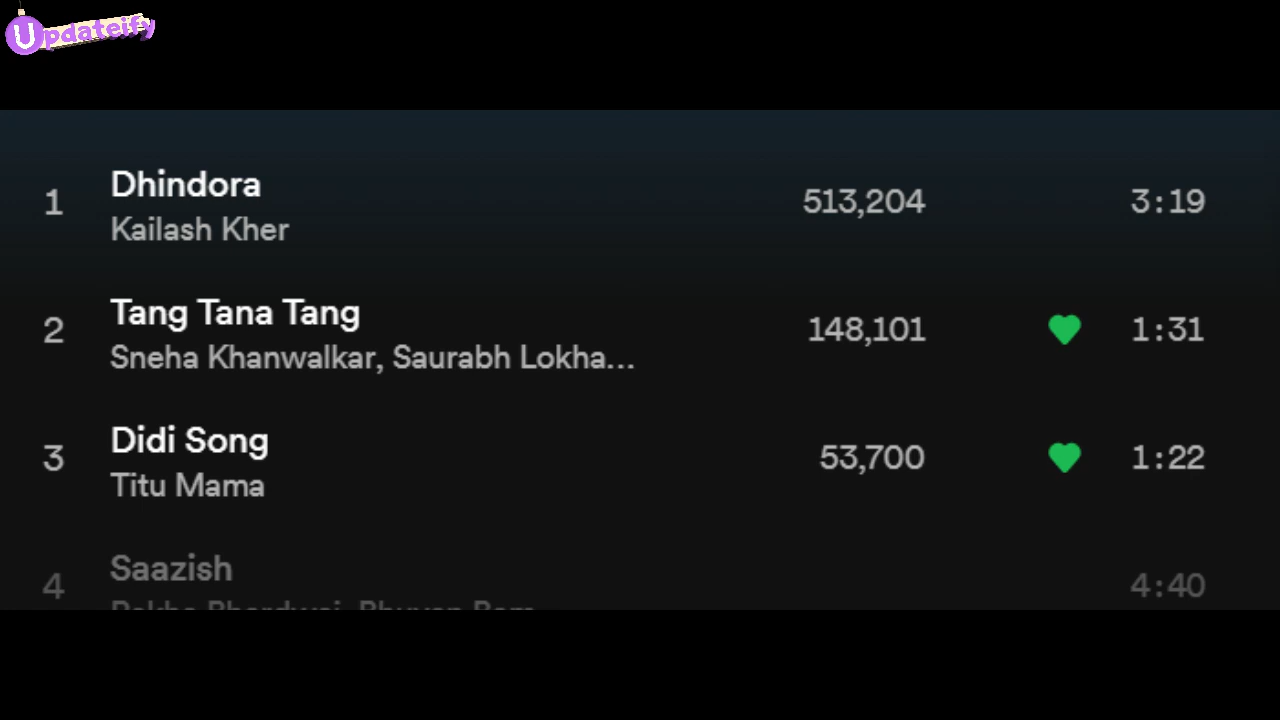 Updateify
1 Dhindora 513,204 3:19
Kailash Kher
2 Tang Tana Tang 148,101 1:31
Sneha Khanwalkar, Saurabh Lokha...
3 Didi Song 53,700 1:22
Titu Mama
4 Saazish 4:40